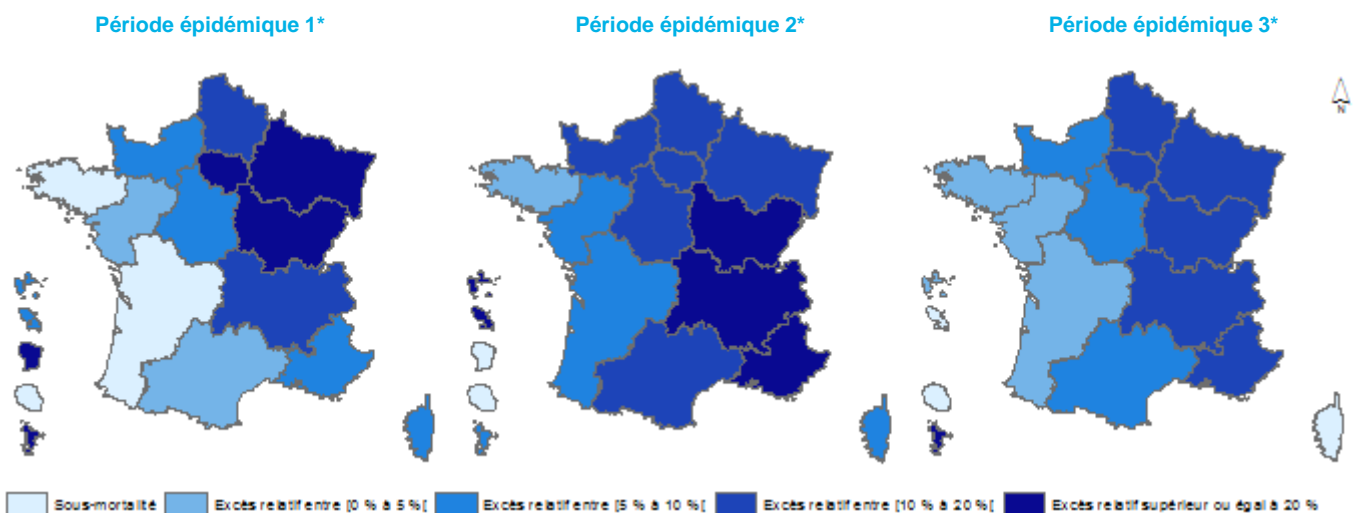 Période épidémique 1*
Période épidémique 2*
Période épidémique 3*
N
Sous-mortalité
Excès relatif entre [0 % à 5 %[
Excès relatif entre [5 % à 10 %[
Excès relatif entre [10 % à 20 %[
Excès relatif supérieur ou égal à 20 %